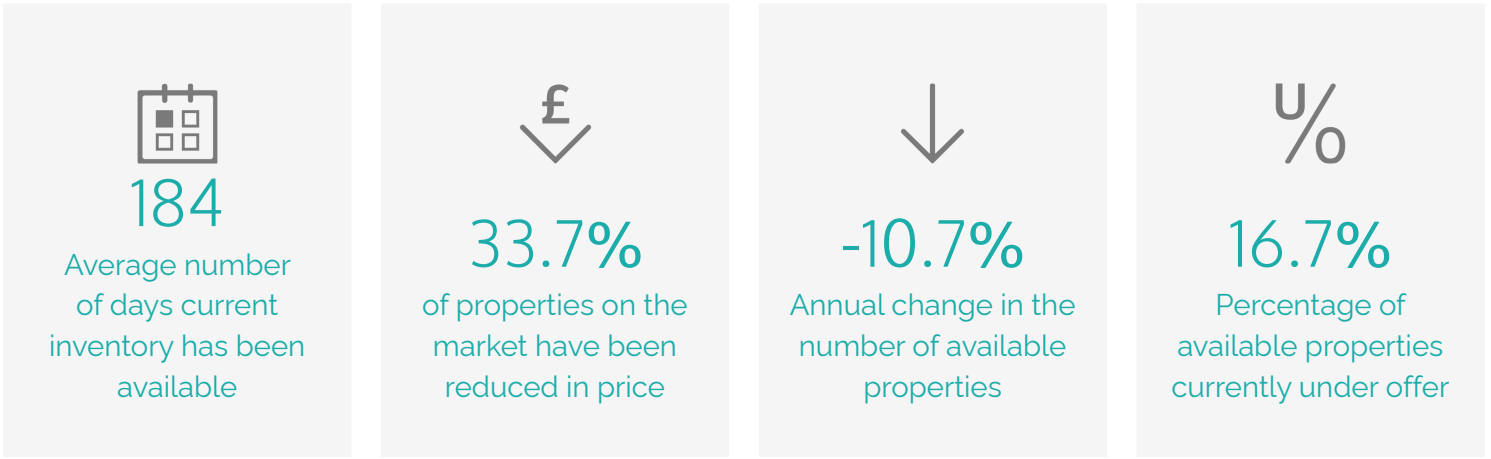 184
Average number
of days current
inventory has been
available
£
33.7%
of properties on the
market have been
reduced in price
-10.7%
Annual change in the
number of available
properties
U/O
16.7%
Percentage of
available properties
currently under offer